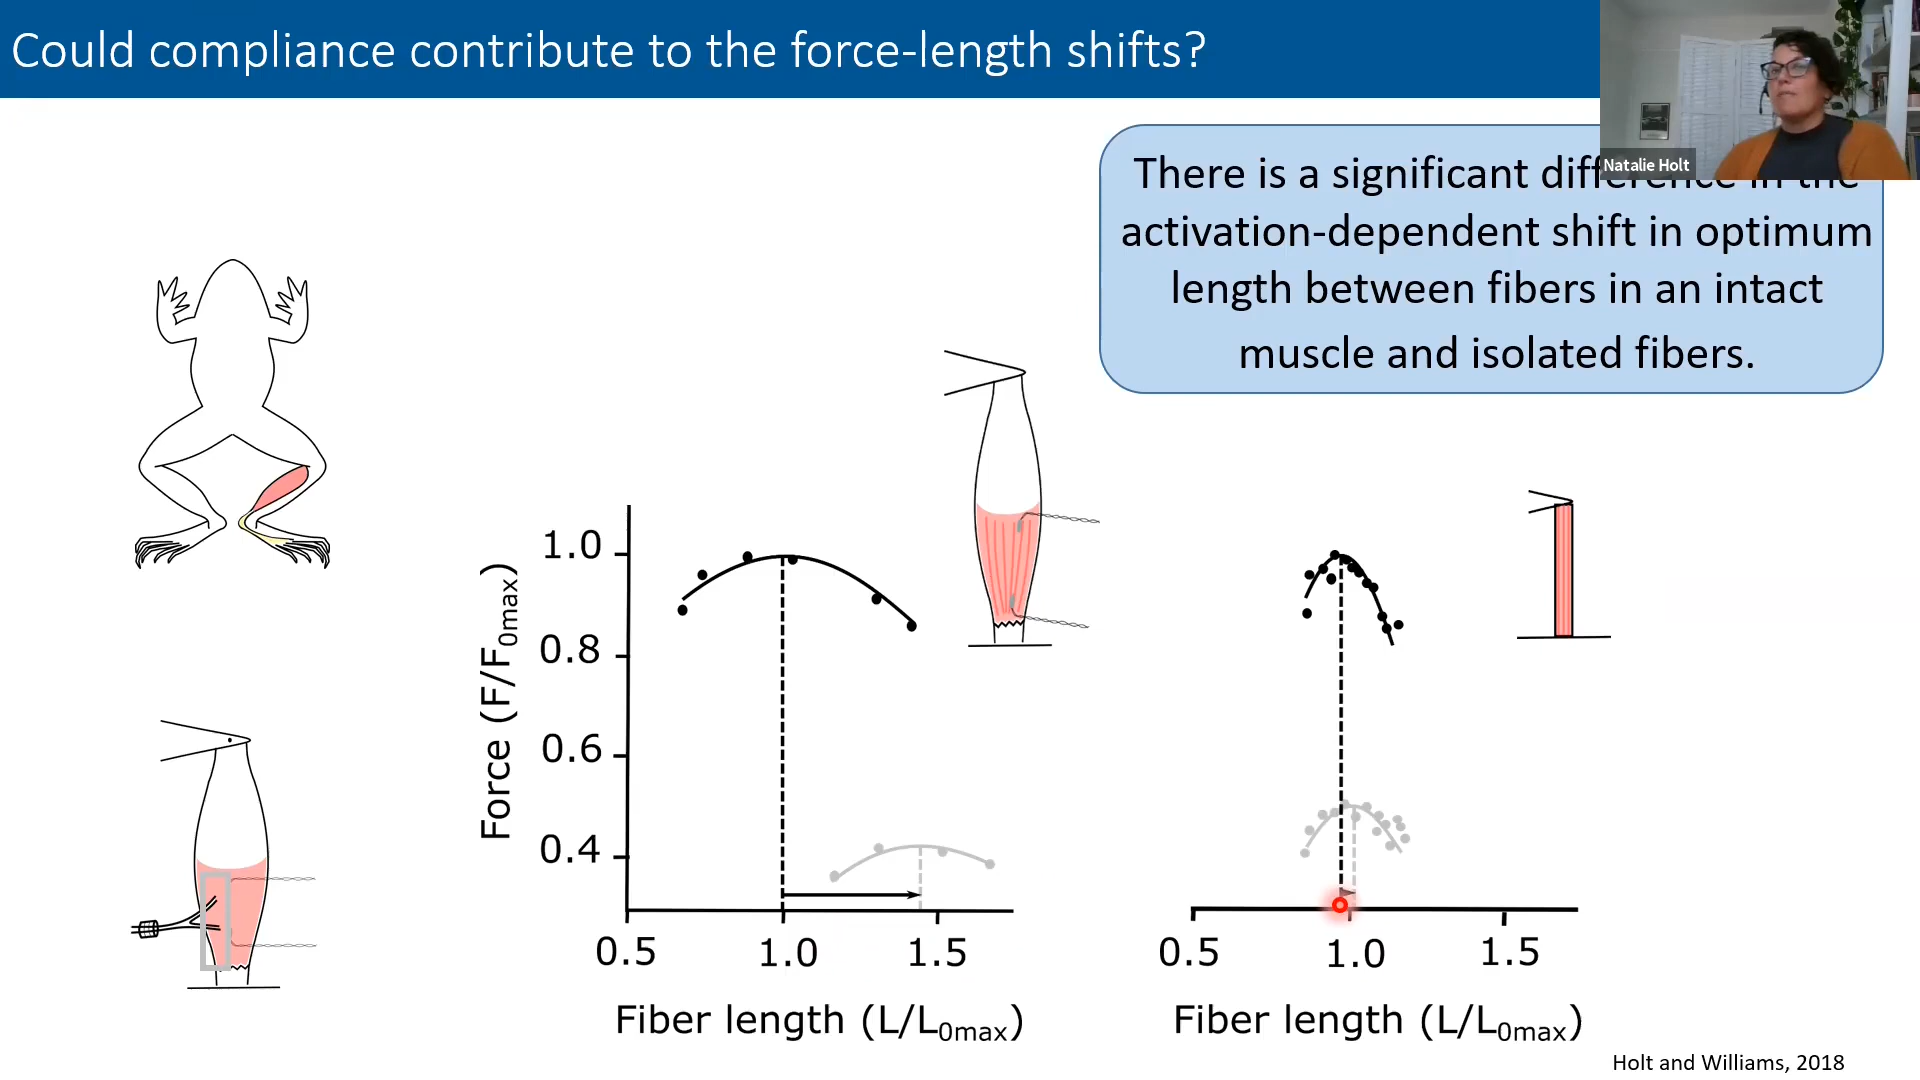 Could compliance contribute to the force-length shifts?
Natalie Holt
There is a significant difference in the
activation-dependent shift in optimum
length between fibers in an intact
muscle and isolated fibers.
Force (F/F0max)
1.0
0.8
0.6
0.4
0.5
1.0
1.5
Fiber length (L/L0max)
0.5
1.0
1.5
Fiber length (L/L0max)
Holt and Williams, 2018